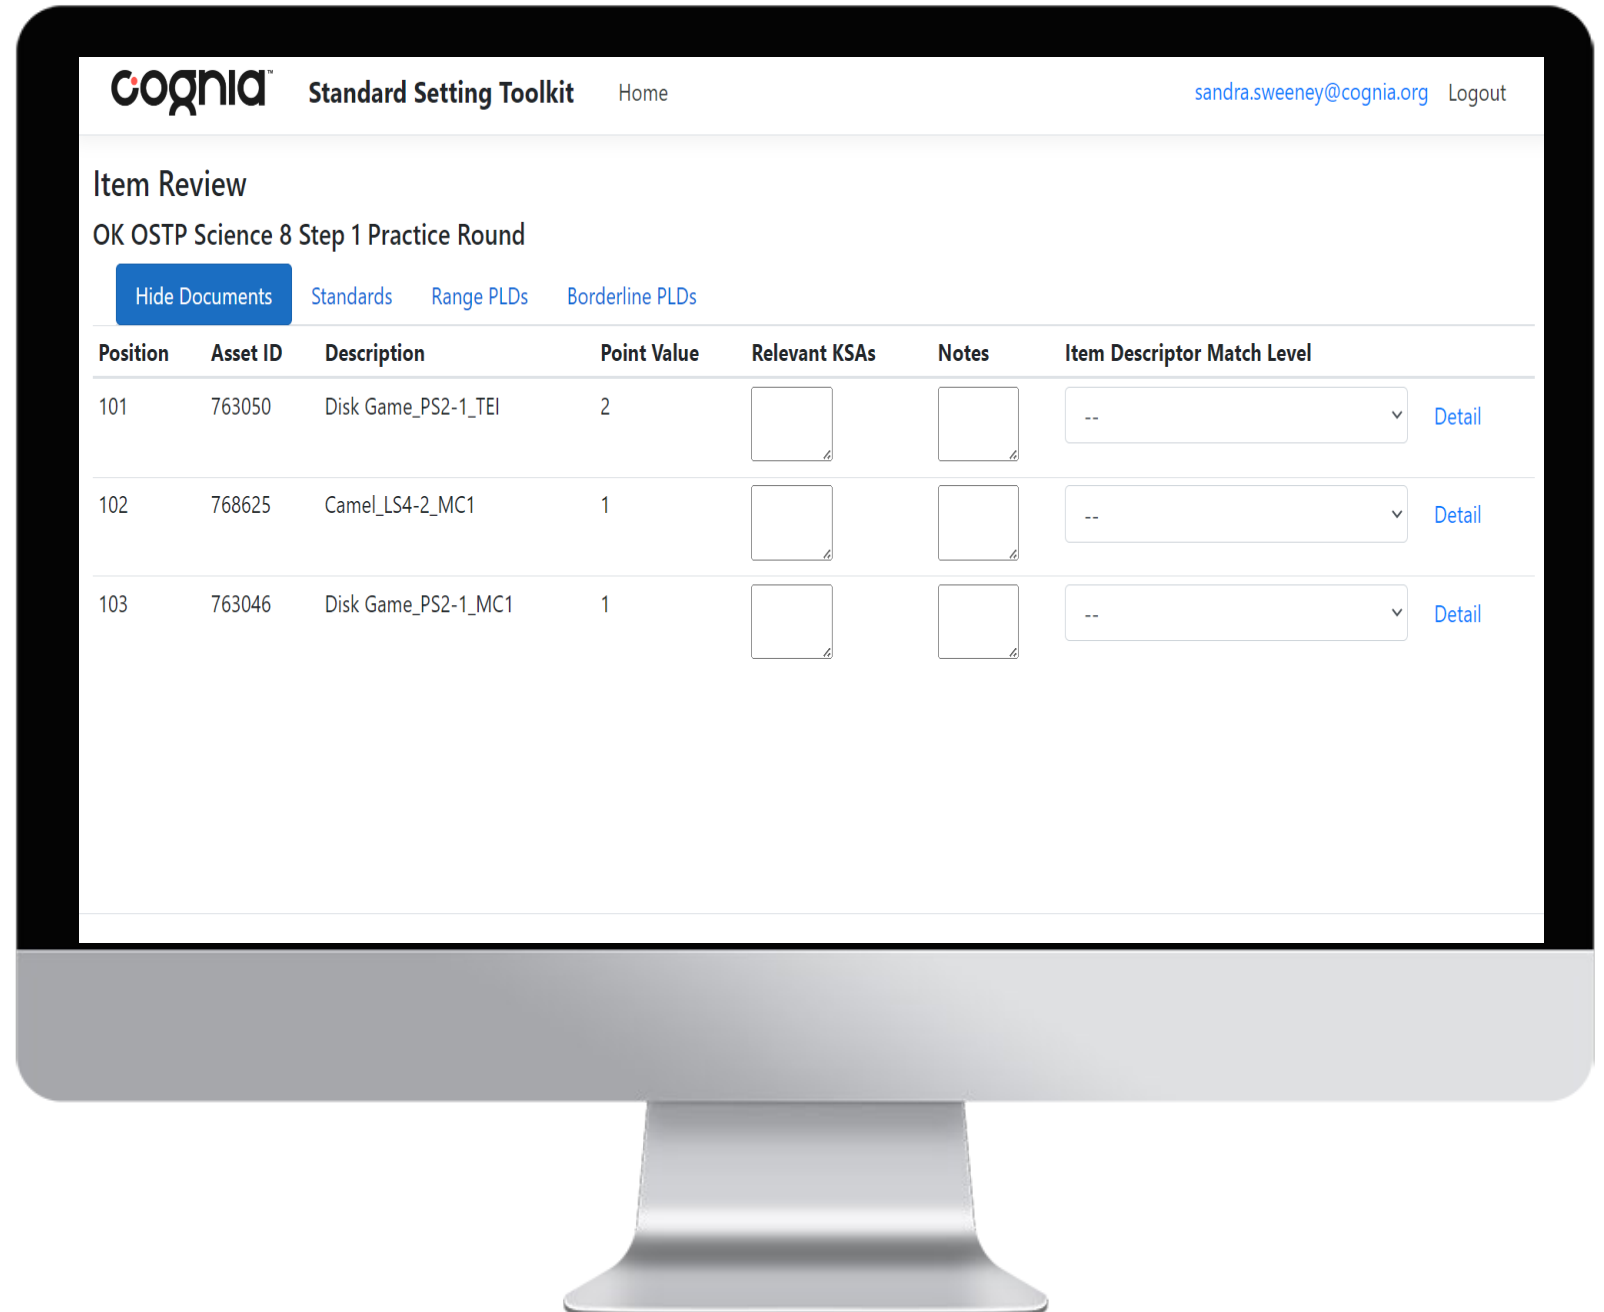 cognia™ Standard Setting Toolkit Home sandra.sweeney@cognia.org Logout
Item Review
OK OSTP Science 8 Step 1 Practice Round
Hide Documents Standards Range PLDs Borderline PLDs
Position Asset ID Description Point Value Relevant KSAs Notes Item Descriptor Match Level
101 763050 Disk Game_PS2-1_TEI 2 -- Detail
102 768625 Camel_LS4-2_MC1 1 -- Detail
103 763046 Disk Game_PS2-1_MC1 1 -- Detail